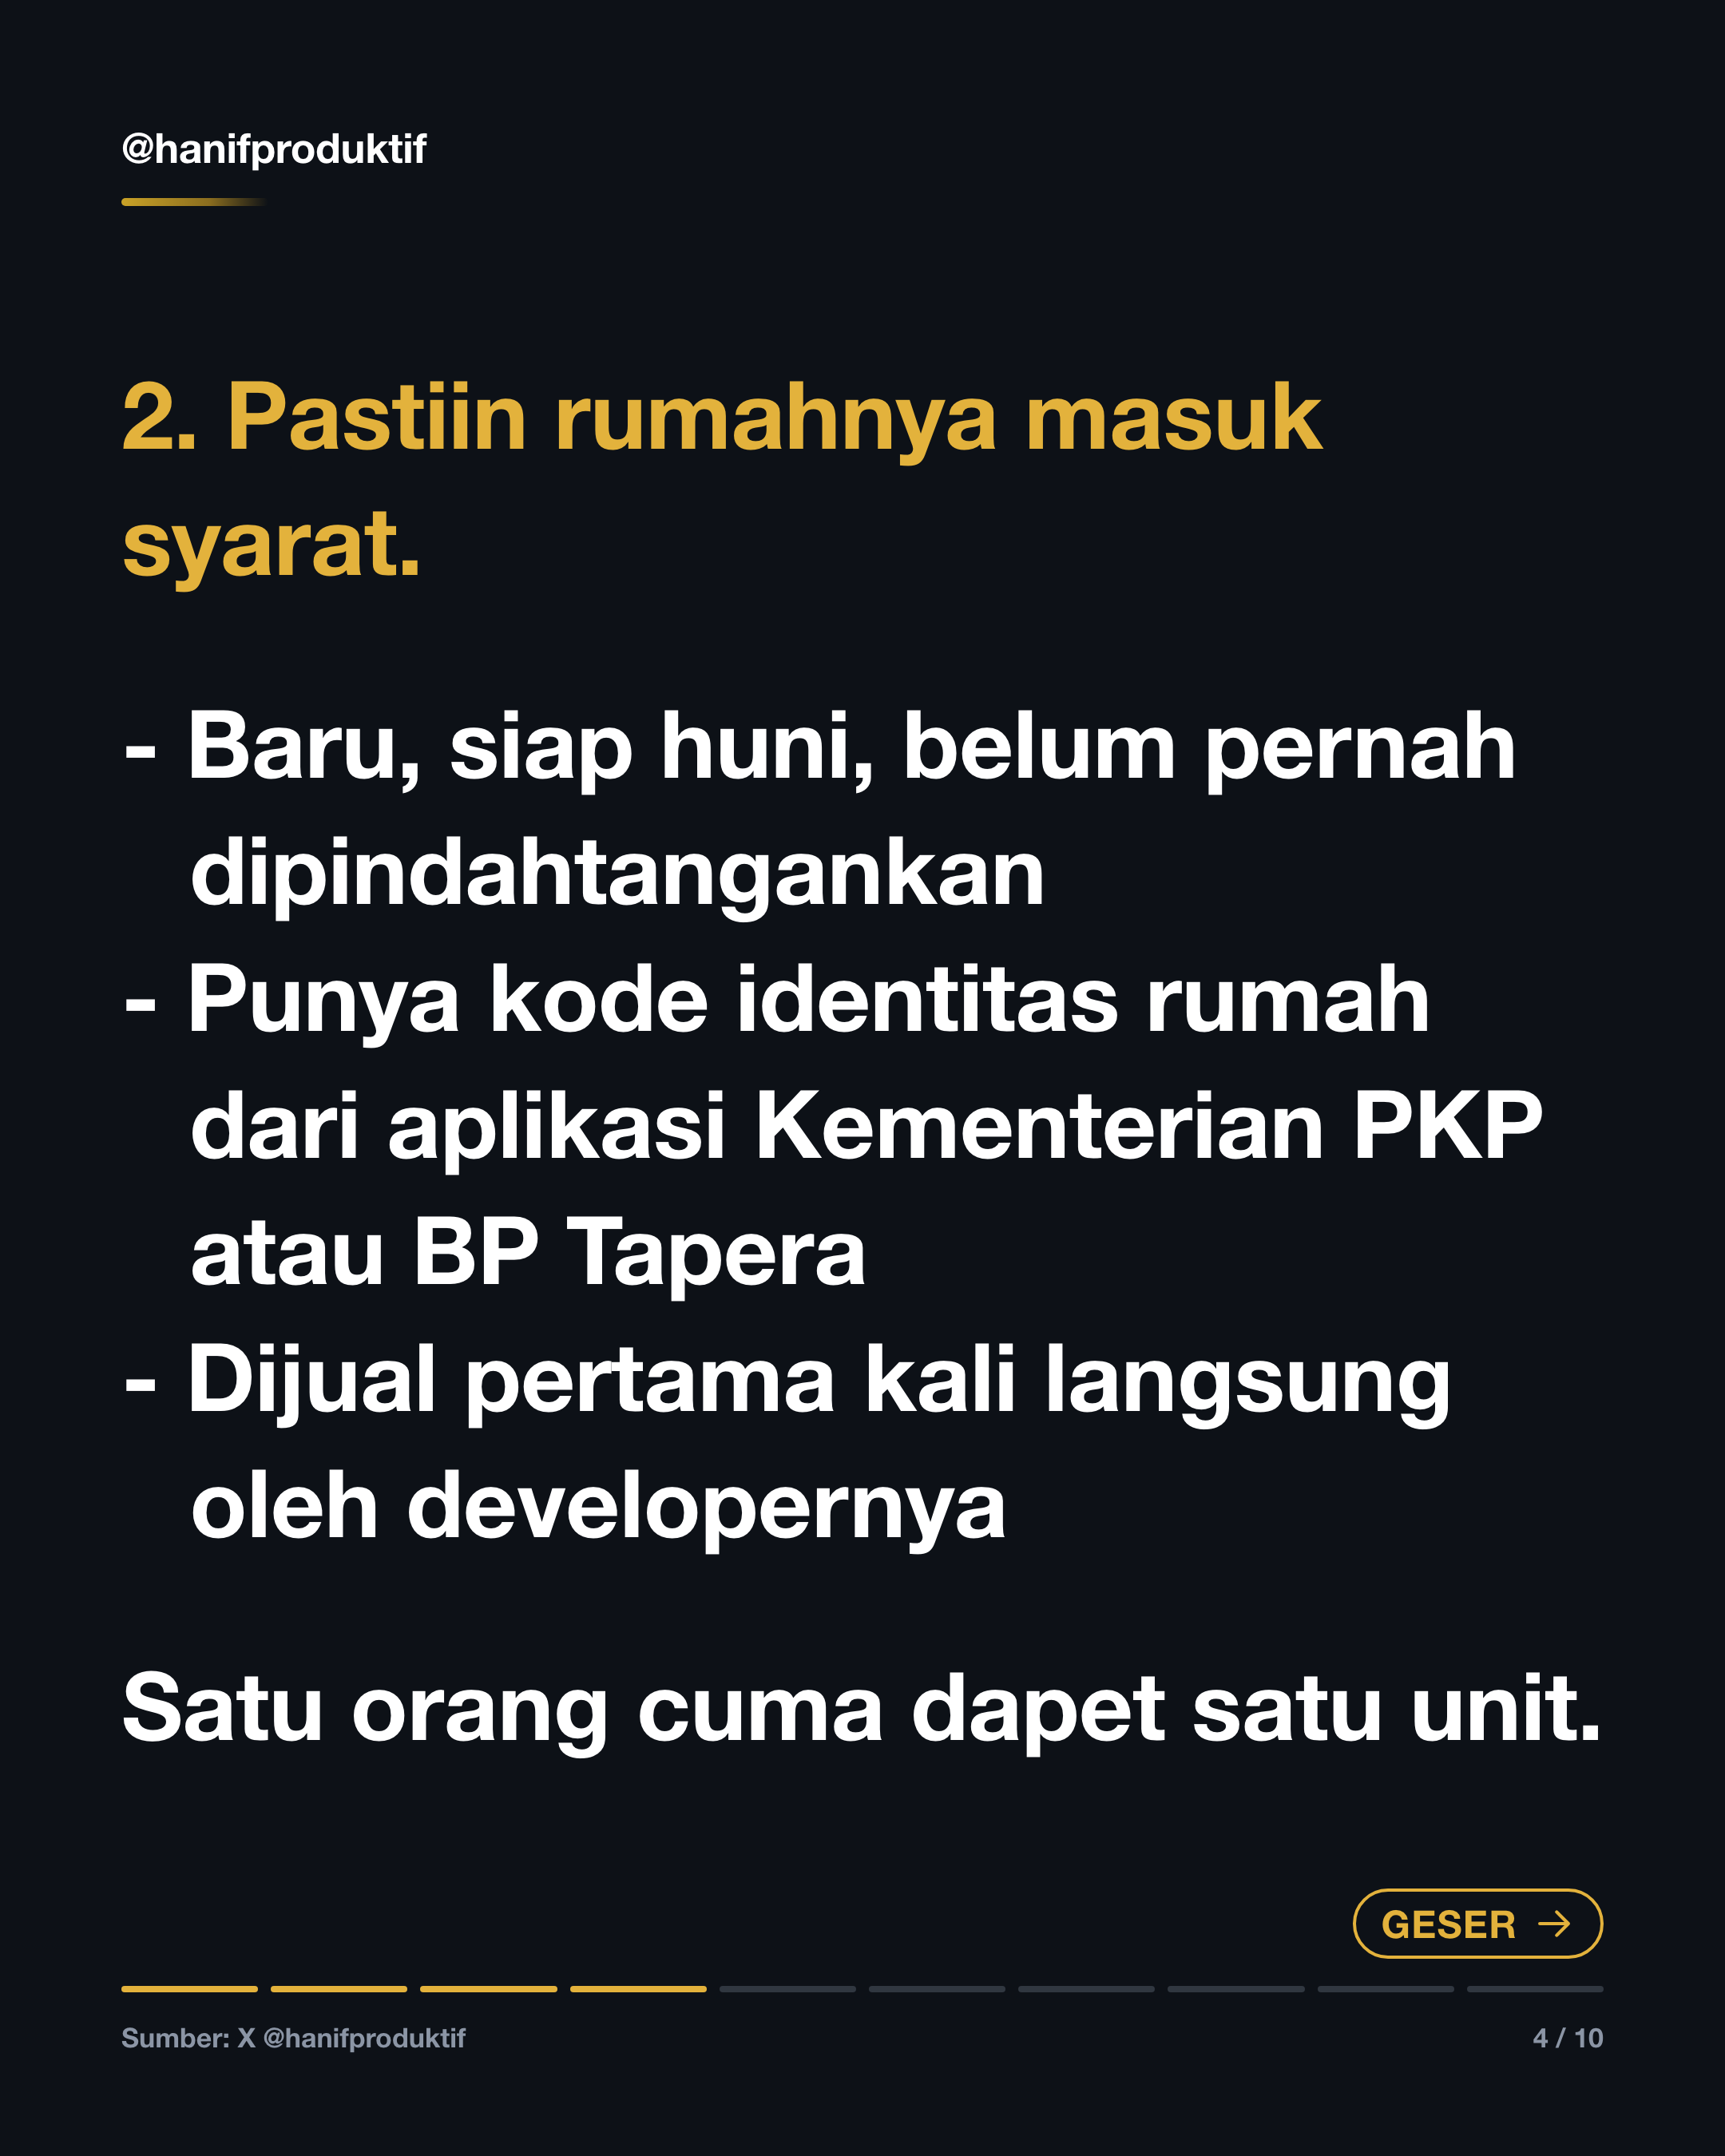 @hanifproduktif
2. Pastiin rumahnya masuk
syarat.
- Baru, siap huni, belum pernah
dipindahtangankan
- Punya kode identitas rumah
dari aplikasi Kementerian PKP
atau BP Tapera
- Dijual pertama kali langsung
oleh developernya
Satu orang cuma dapet satu unit.
GESER →
Sumber: X @hanifproduktif
4 / 10